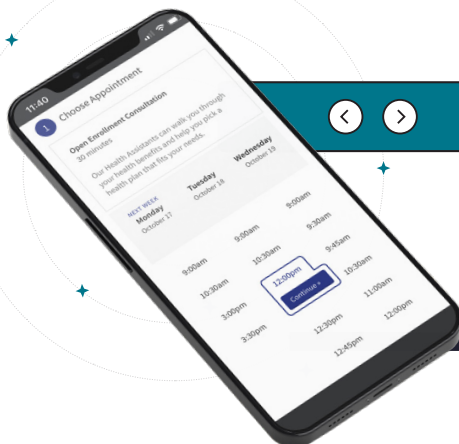 11:40
1 Choose Appointment
Open Enrollment Consultation
30 minutes
Our Health Assistants can walk you through
your health benefits and help you pick a
health plan that fits your needs.
NEXT WEEK
Monday Tuesday Wednesday
October 17 October 18 October 19
9:00am 9:00am 9:00am
10:30am 10:30am 9:30am
3:00pm 12:00pm 9:45am
3:30pm Continue » 10:30am
12:30pm 11:00am
12:45pm 12:00pm